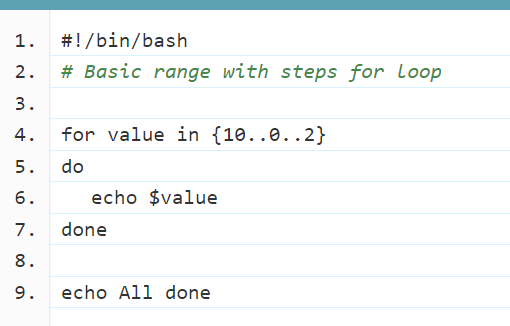 1. #!/bin/bash
2. # Basic range with steps for loop
3.
4. for value in {10..0..2}
5. do
6. echo $value
7. done
8.
9. echo All done